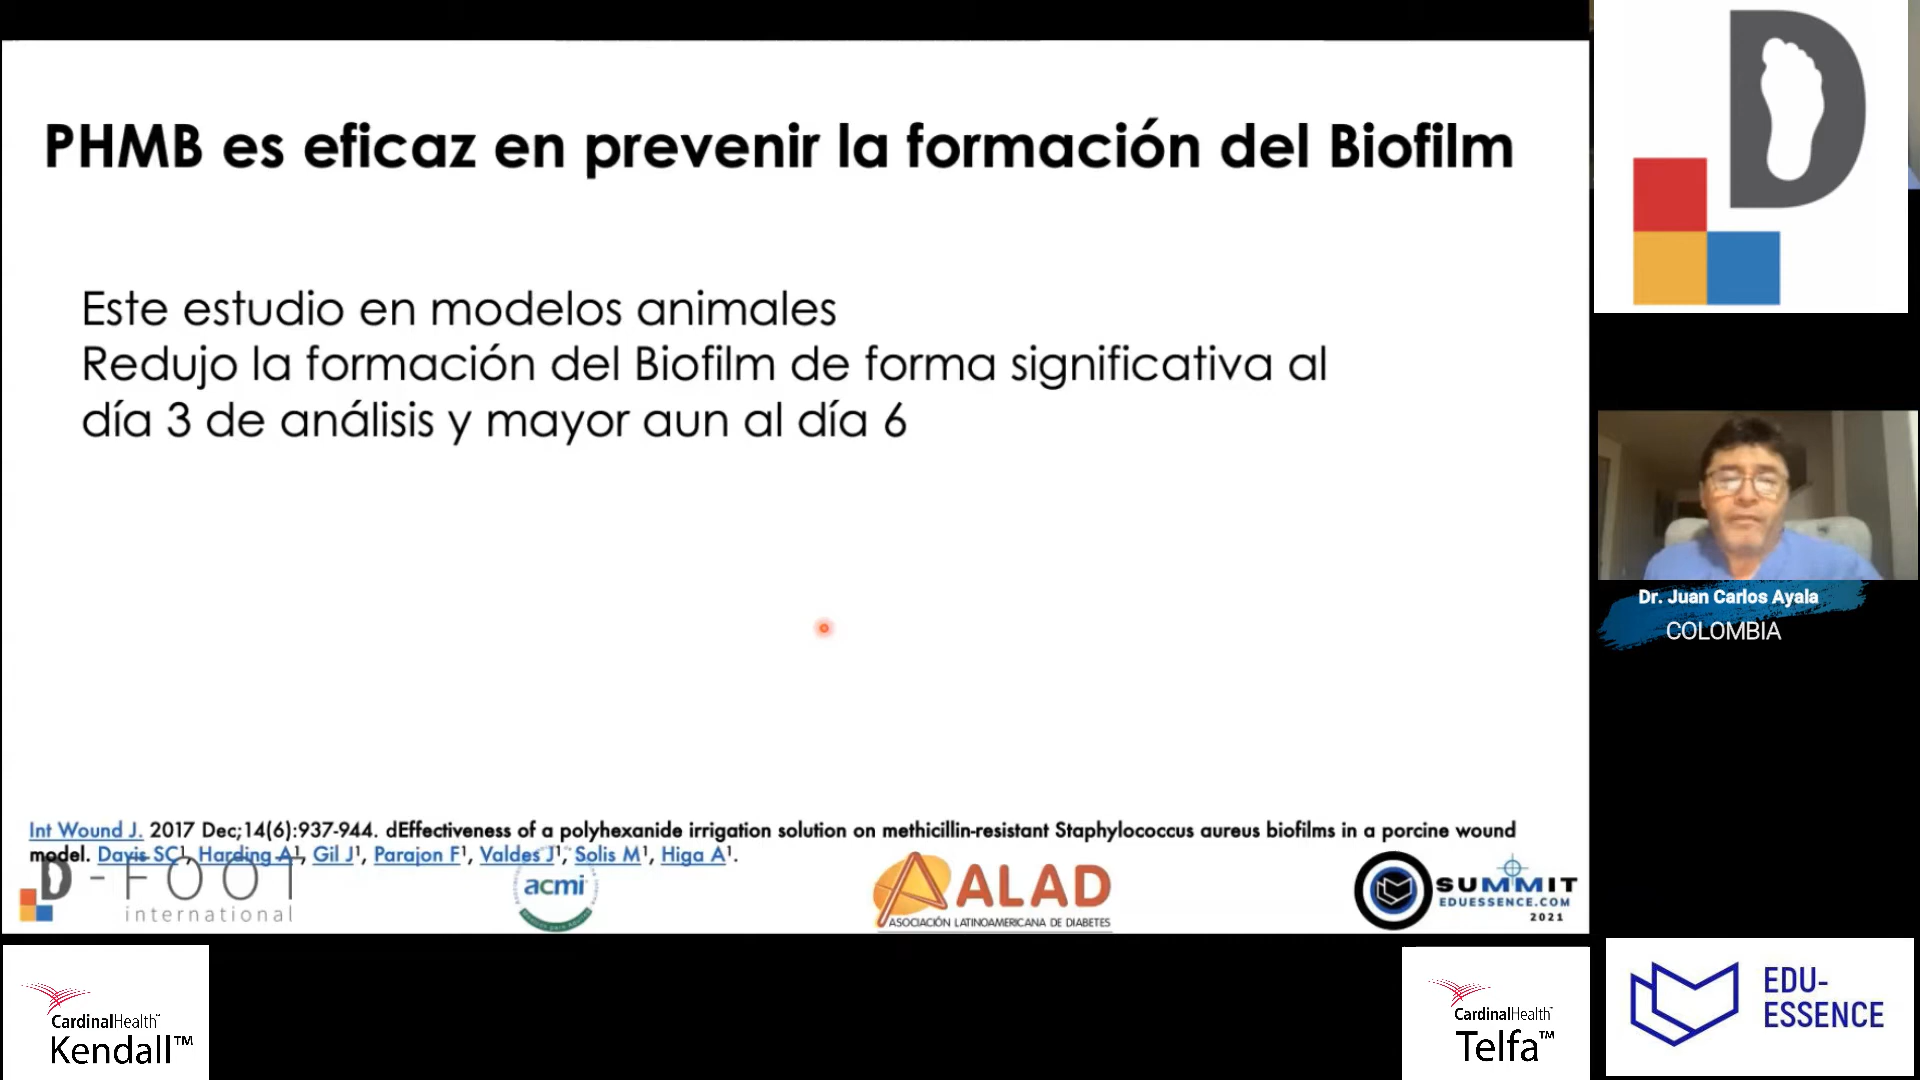 PHMB es eficaz en prevenir la formación del Biofilm
Este estudio en modelos animales
Redujo la formación del Biofilm de forma significativa al
día 3 de análisis y mayor aun al día 6
Int Wound J. 2017 Dec;14(6):937-944. dEffectiveness of a polyhexanide irrigation solution on methicillin-resistant Staphylococcus aureus biofilms in a porcine wound
model. Davis SC¹, Harding A¹, Gil J¹, Parajon F¹, Valdes J¹, Solis M¹, Higa A¹.
D-FOOT
international
acmi
ALAD
ASOCIACIÓN LATINOAMERICANA DE DIABETES
SUMMIT
EDUESSENCE.COM
2021
D
Dr. Juan Carlos Ayala
COLOMBIA
CardinalHealth™
Kendall™
CardinalHealth™
Telfa™
EDU-
ESSENCE